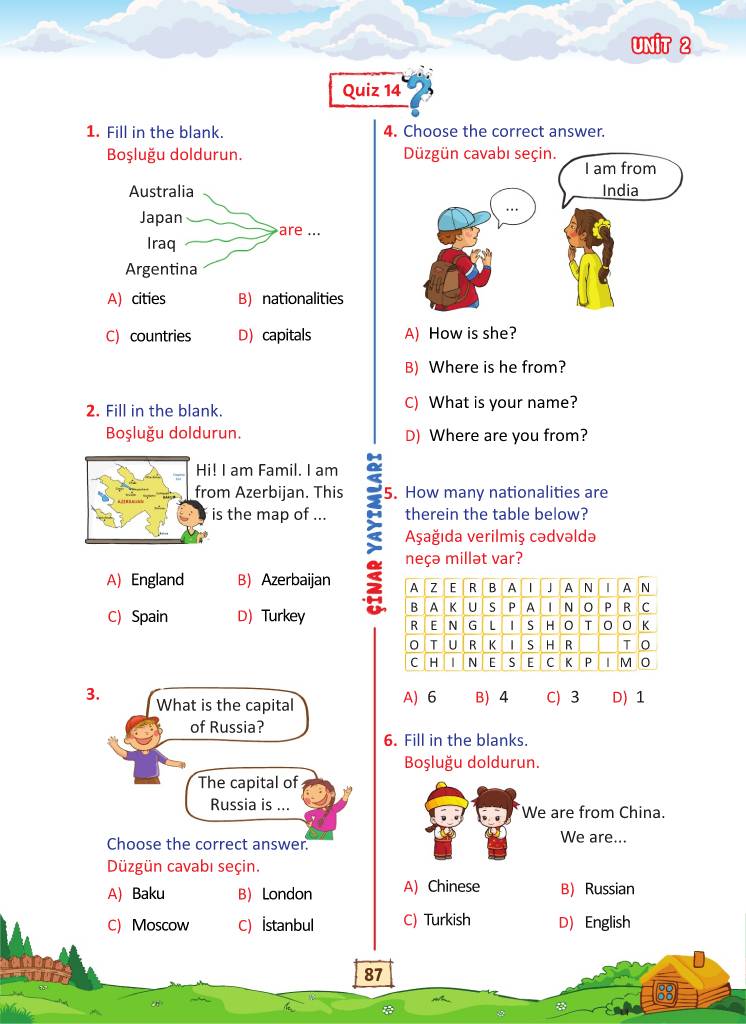 UNİT 2
Quiz 14
1. Fill in the blank.
Boşluğu doldurun.
Australia
Japan
Iraq
Argentina
are ...
A) cities B) nationalities
C) countries D) capitals
2. Fill in the blank.
Boşluğu doldurun.
AZERBAIJAN
Hi! I am Famil. I am
from Azerbijan. This
is the map of ...
A) England B) Azerbaijan
C) Spain D) Turkey
3.
What is the capital
of Russia?
The capital of
Russia is ...
Choose the correct answer.
Düzgün cavabı seçin.
A) Baku B) London
C) Moscow C) İstanbul
ÇİNAR YAYIMLARI
4. Choose the correct answer.
Düzgün cavabı seçin.
I am from
India
...
A) How is she?
B) Where is he from?
C) What is your name?
D) Where are you from?
5. How many nationalities are
therein the table below?
Aşağıda verilmiş cədvəldə
neçə millət var?
A Z E R B A I J A N I A N
B A K U S P A I N O P R C
R E N G L I S H O T O O K
O T U R K I S H R T O
C H I N E S E C K P I M O
A) 6 B) 4 C) 3 D) 1
6. Fill in the blanks.
Boşluğu doldurun.
We are from China.
We are...
A) Chinese B) Russian
C) Turkish D) English
87